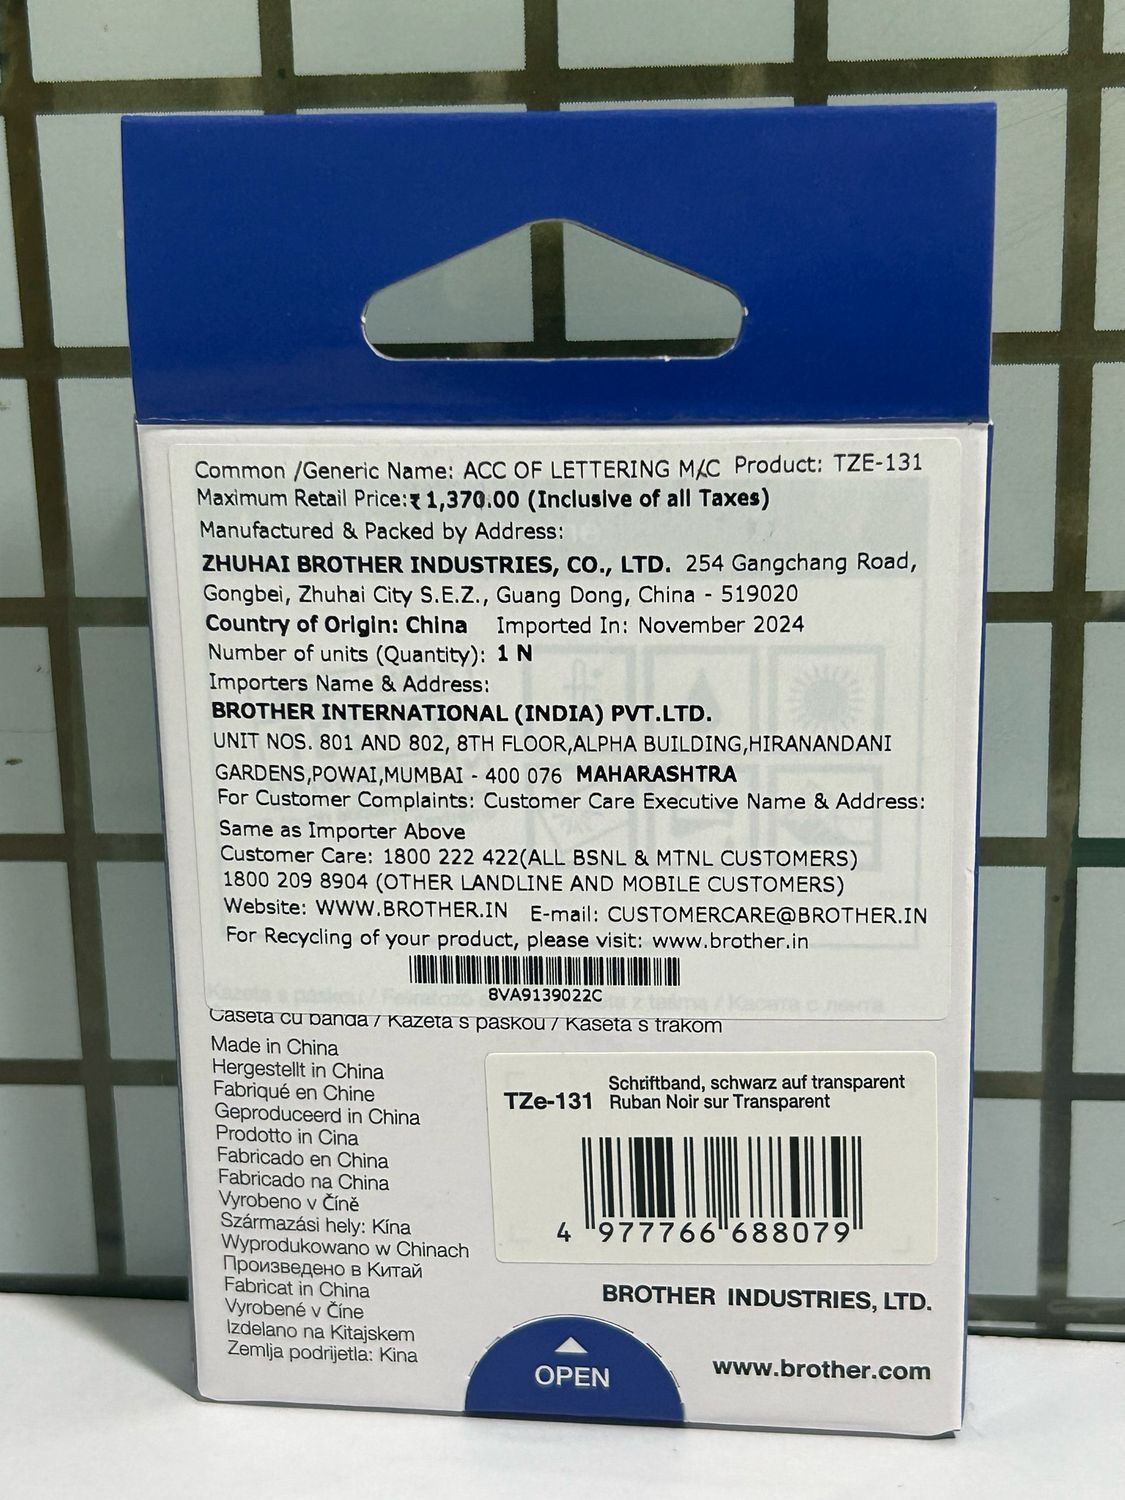 Common /Generic Name: ACC OF LETTERING M/C Product: TZE-131
Maximum Retail Price:₹1,370.00 (Inclusive of all Taxes)
Manufactured & Packed by Address:
ZHUHAI BROTHER INDUSTRIES, CO., LTD. 254 Gangchang Road,
Gongbei, Zhuhai City S.E.Z., Guang Dong, China - 519020
Country of Origin: China Imported In: November 2024
Number of units (Quantity): 1 N
Importers Name & Address:
BROTHER INTERNATIONAL (INDIA) PVT.LTD.
UNIT NOS. 801 AND 802, 8TH FLOOR,ALPHA BUILDING,HIRANANDANI
GARDENS,POWAI,MUMBAI - 400 076 MAHARASHTRA
For Customer Complaints: Customer Care Executive Name & Address:
Same as Importer Above
Customer Care: 1800 222 422(ALL BSNL & MTNL CUSTOMERS)
1800 209 8904 (OTHER LANDLINE AND MOBILE CUSTOMERS)
Website: WWW.BROTHER.IN E-mail: CUSTOMERCARE@BROTHER.IN
For Recycling of your product, please visit: www.brother.in
8VA9139022C
Casetă cu bandă / Kazeta s páskou / Kaseta s trakom
Made in China
Hergestellt in China
Fabriqué en Chine
Geproduceerd in China
Prodotto in Cina
Fabricado en China
Fabricado na China
Vyrobeno v Číně
Származási hely: Kína
Wyprodukowano w Chinach
Произведено в Китай
Fabricat in China
Vyrobené v Číne
Izdelano na Kitajskem
Zemlja podrijetla: Kina
TZe-131 Schriftband, schwarz auf transparent
Ruban Noir sur Transparent
4 977766 688079
BROTHER INDUSTRIES, LTD.
www.brother.com
OPEN